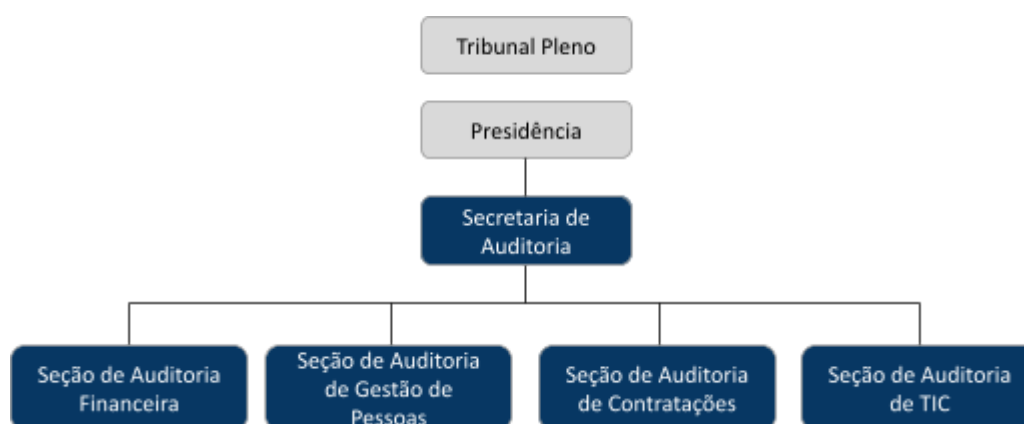 Tribunal Pleno
Presidência
Secretaria de
Auditoria
Seção de Auditoria
Financeira
Seção de Auditoria
de Gestão de
Pessoas
Seção de Auditoria
de Contratações
Seção de Auditoria
de TIC